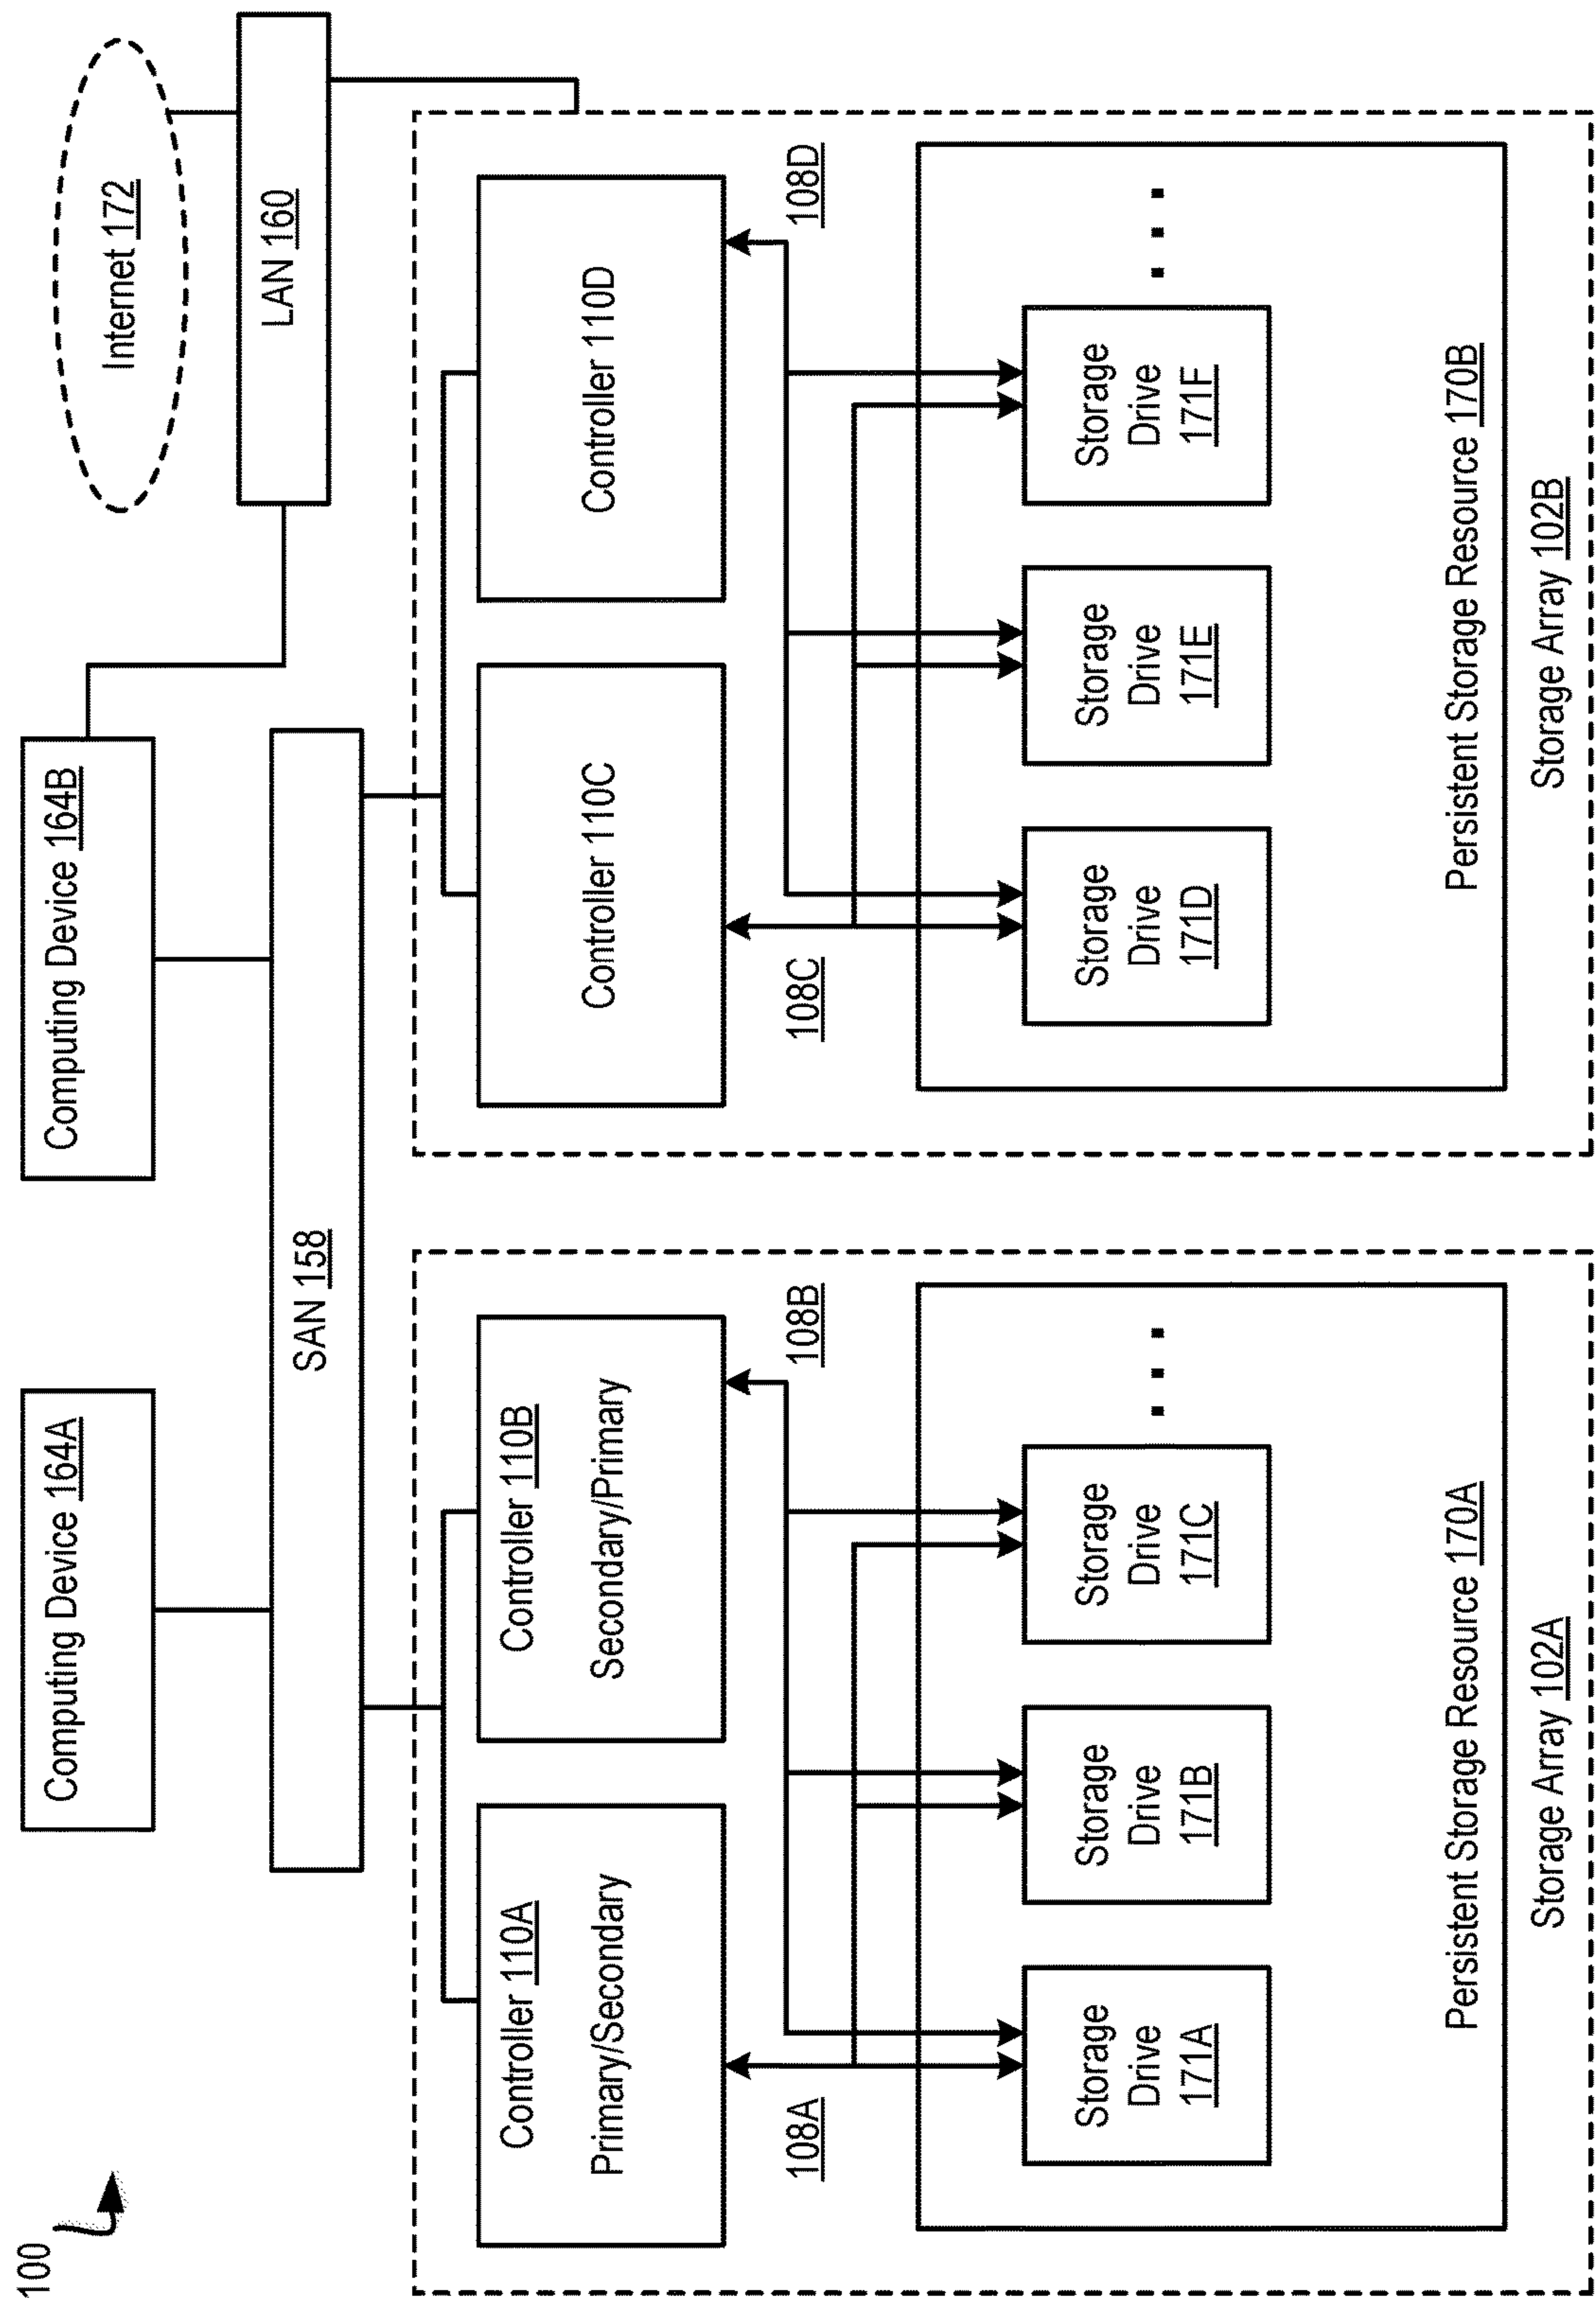 100
Computing Device 164A
Computing Device 164B
Internet 172
SAN 158
LAN 160
Controller 110A
Primary/Secondary
Controller 110B
Secondary/Primary
Controller 110C
Controller 110D
108A
108B
108C
108D
Storage
Drive
171A
Storage
Drive
171B
Storage
Drive
171C
Storage
Drive
171D
Storage
Drive
171E
Storage
Drive
171F
Persistent Storage Resource 170A
Persistent Storage Resource 170B
Storage Array 102A
Storage Array 102B